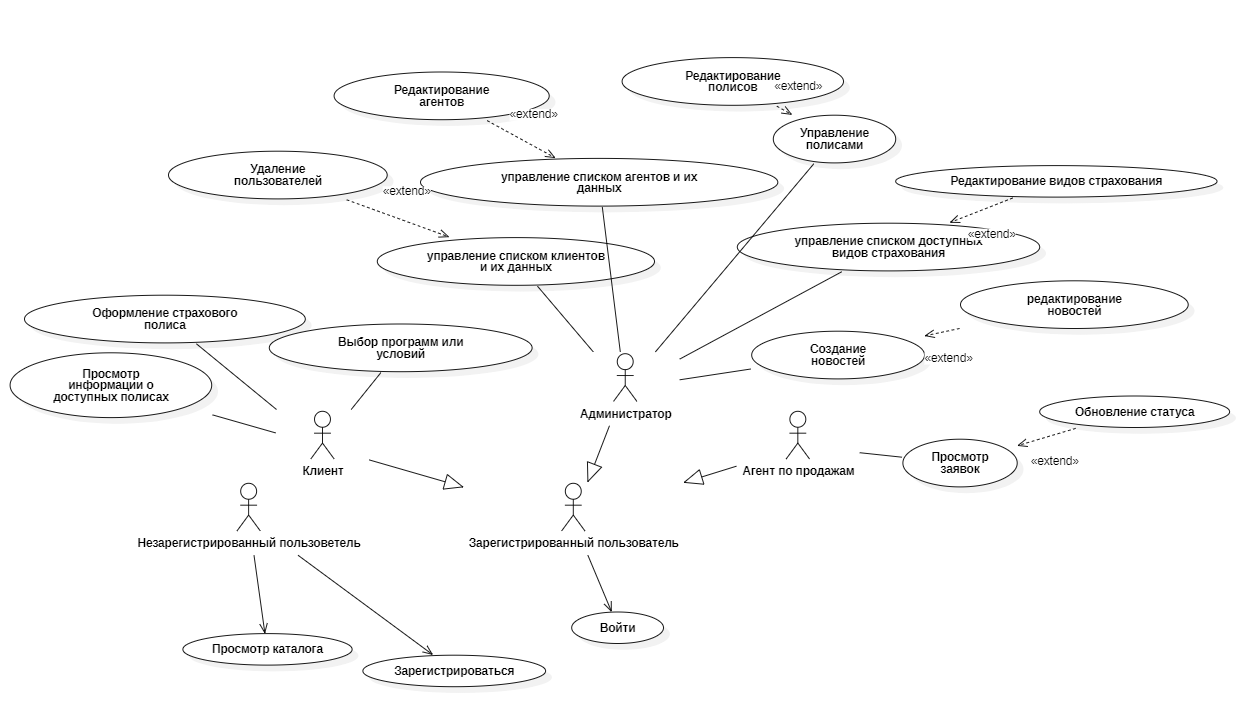 Редактирование
полисов
«extend»
Редактирование
агентов
«extend»
Управление
полисами
Удаление
пользователей
«extend»
управление списком агентов и их
данных
Редактирование видов страхования
«extend»
управление списком доступных
видов страхования
управление списком клиентов
и их данных
редактирование
новостей
Оформление страхового
полиса
Выбор программ или
условий
Создание
новостей
«extend»
Просмотр
информации о
доступных полисах
Администратор
Обновление статуса
Клиент
Агент по продажам
Просмотр
заявок
«extend»
Незарегистрированный пользоветель
Зарегистрированный пользователь
Войти
Просмотр каталога
Зарегистрироваться